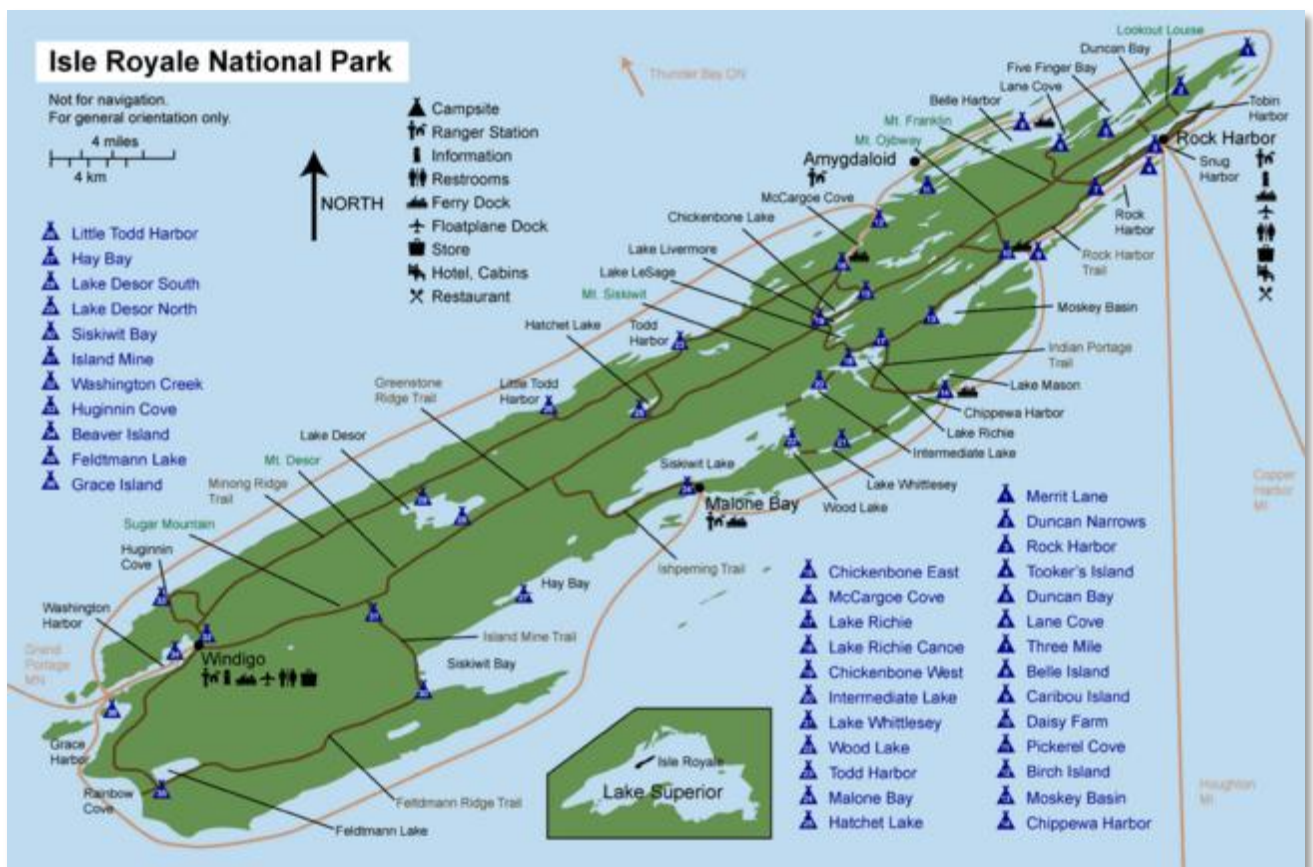 Isle Royale National Park
Not for navigation.
For general orientation only.
4 miles
4 km
NORTH
Campsite
Ranger Station
Information
Restrooms
Ferry Dock
Floatplane Dock
Store
Hotel, Cabins
Restaurant
Little Todd Harbor
Hay Bay
Lake Desor South
Lake Desor North
Siskiwit Bay
Island Mine
Washington Creek
Huginnin Cove
Beaver Island
Feldtmann Lake
Grace Island
Thunder Bay ON
Lookout Louise
Duncan Bay
Five Finger Bay
Lane Cove
Belle Harbor
Mt. Franklin
Mt. Ojibway
Tobin
Harbor
Rock Harbor
Snug
Harbor
Amygdaloid
McCargoe Cove
Chickenbone Lake
Lake Livermore
Lake LeSage
Mt. Siskiwit
Rock
Harbor
Rock Harbor
Trail
Hatchet Lake
Todd
Harbor
Moskey Basin
Indian Portage
Trail
Lake Mason
Chippewa Harbor
Lake Richie
Intermediate Lake
Greenstone
Ridge Trail
Little Todd
Harbor
Lake Desor
Mt. Desor
Minong Ridge
Trail
Siskiwit Lake
Malone Bay
Lake Whittlesey
Wood Lake
Copper
Harbor
MI
Sugar Mountain
Huginnin
Cove
Ishpeming Trail
Hay Bay
Washington
Harbor
Island Mine Trail
Grand
Portage
MN
Windigo
Siskiwit Bay
Grace
Harbor
Rainbow
Cove
Feldtmann Ridge Trail
Feldtmann Lake
Isle Royale
Lake Superior
Houghton
MI
Chickenbone East
McCargoe Cove
Lake Richie
Lake Richie Canoe
Chickenbone West
Intermediate Lake
Lake Whittlesey
Wood Lake
Todd Harbor
Malone Bay
Hatchet Lake
Merrit Lane
Duncan Narrows
Rock Harbor
Tooker's Island
Duncan Bay
Lane Cove
Three Mile
Belle Island
Caribou Island
Daisy Farm
Pickerel Cove
Birch Island
Moskey Basin
Chippewa Harbor